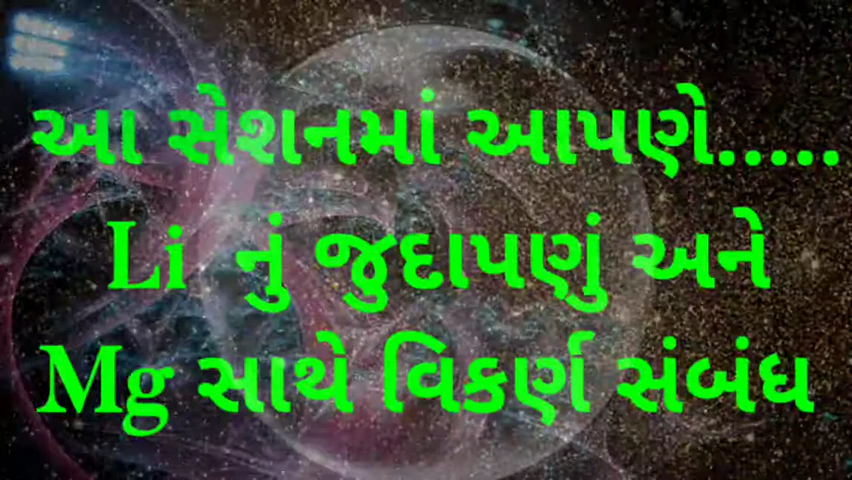 આ સેશનમાં આપણે.....
Li નું જુદાપણું અને
Mg સાથે વિકર્ણ સંબંધ